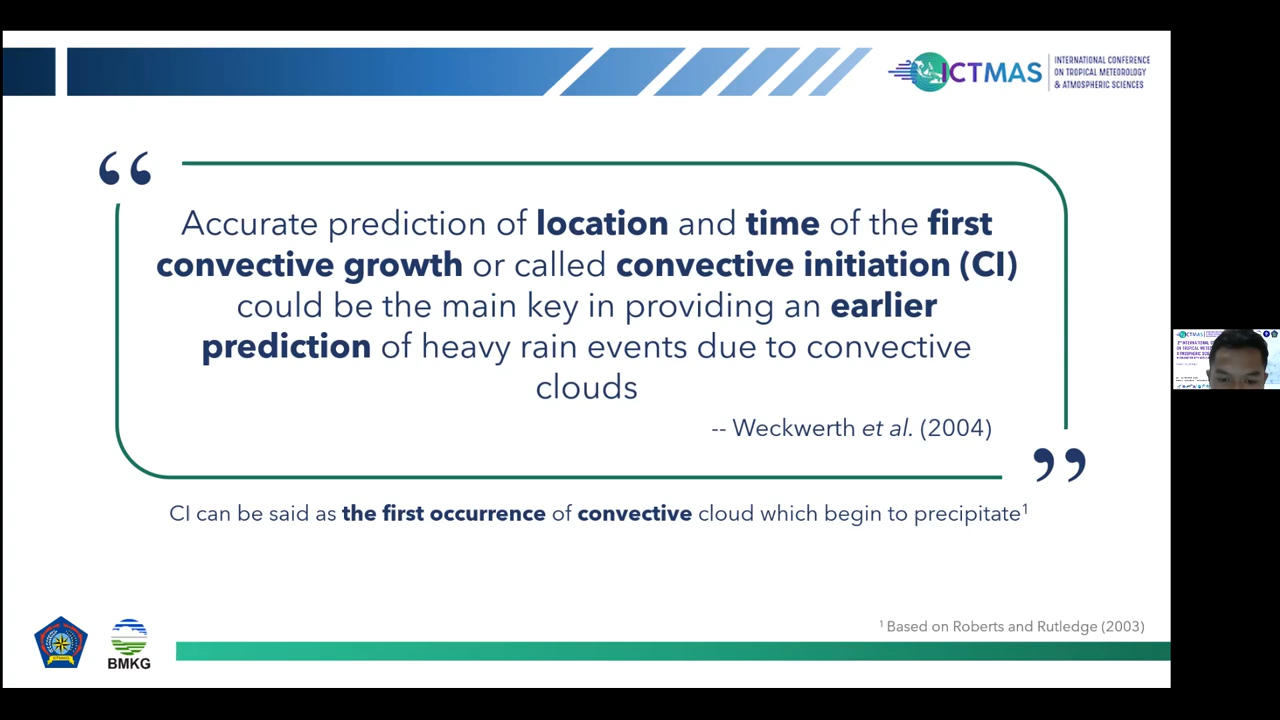 ICTMAS
INTERNATIONAL CONFERENCE
ON TROPICAL METEOROLOGY
& ATMOSPHERIC SCIENCES
“
Accurate prediction of location and time of the first
convective growth or called convective initiation (CI)
could be the main key in providing an earlier
prediction of heavy rain events due to convective
clouds
-- Weckwerth et al. (2004)
”
CI can be said as the first occurrence of convective cloud which begin to precipitate¹
¹ Based on Roberts and Rutledge (2003)
BMKG